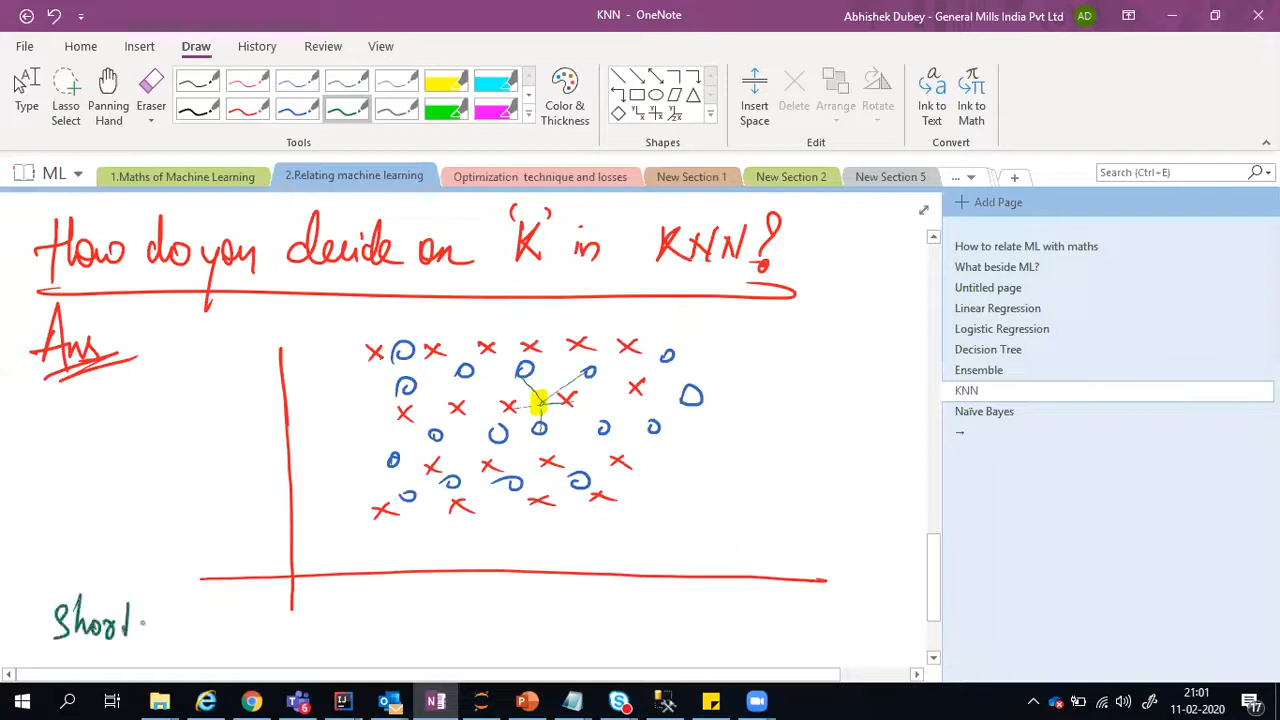 KNN - OneNote
Abhishek Dubey - General Mills India Pvt Ltd AD
File Home Insert Draw History Review View
Type Lasso Select Panning Hand Eraser Color & Thickness Insert Space Delete Arrange Rotate Ink to Text Ink to Math
Tools Shapes Edit Convert
ML 1.Maths of Machine Learning 2.Relating machine learning Optimization technique and losses New Section 1 New Section 2 New Section 5 ... Search (Ctrl+E)
Add Page
How to relate ML with maths
What beside ML?
Untitled page
Linear Regression
Logistic Regression
Decision Tree
Ensemble
KNN
Naïve Bayes
How do you decide on 'K' in KNN?
Ans
Short
21:01
11-02-2020
17